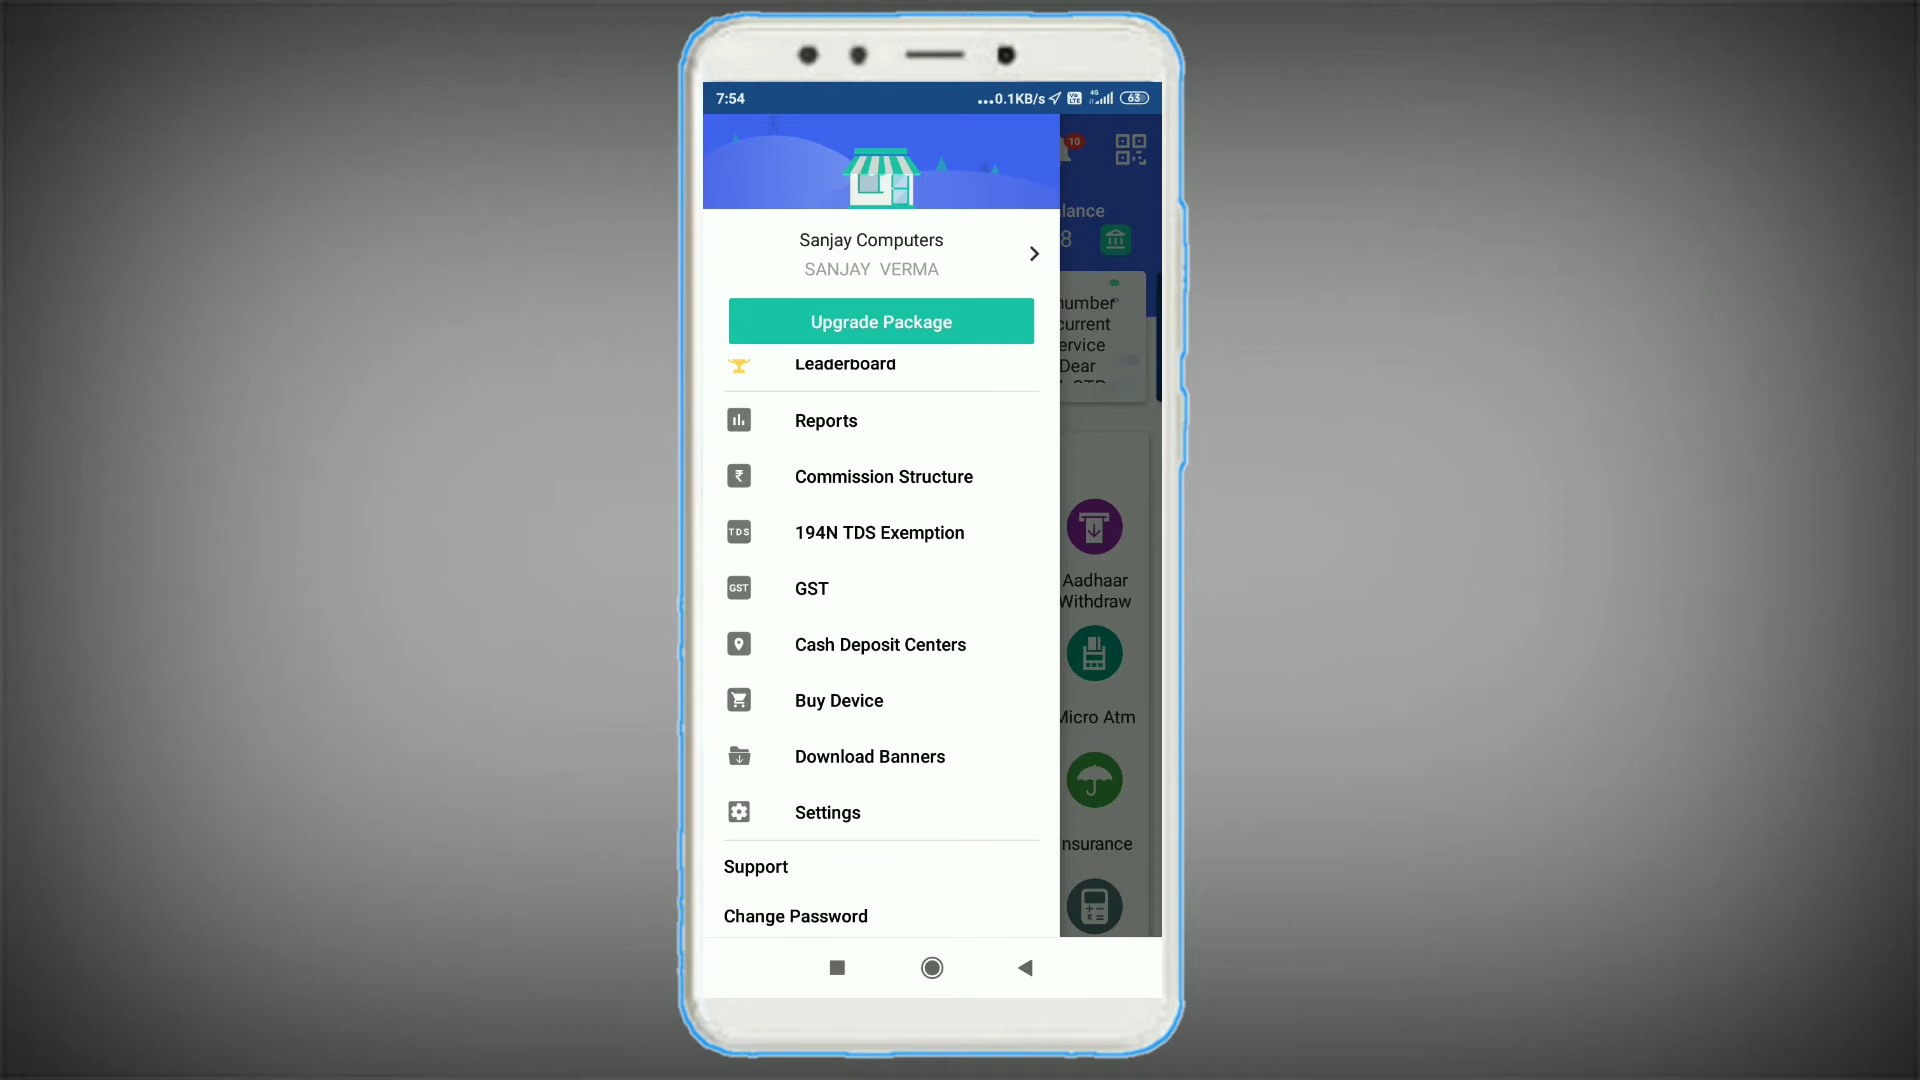 7:54
...0.1KB/s
4G
63
10
lance
8
Sanjay Computers
SANJAY VERMA
Upgrade Package
number
current
ervice
Dear
Leaderboard
Reports
Commission Structure
TDS
194N TDS Exemption
GST
GST
Cash Deposit Centers
Buy Device
Download Banners
Settings
Support
Change Password
Aadhaar
Withdraw
Micro Atm
nsurance